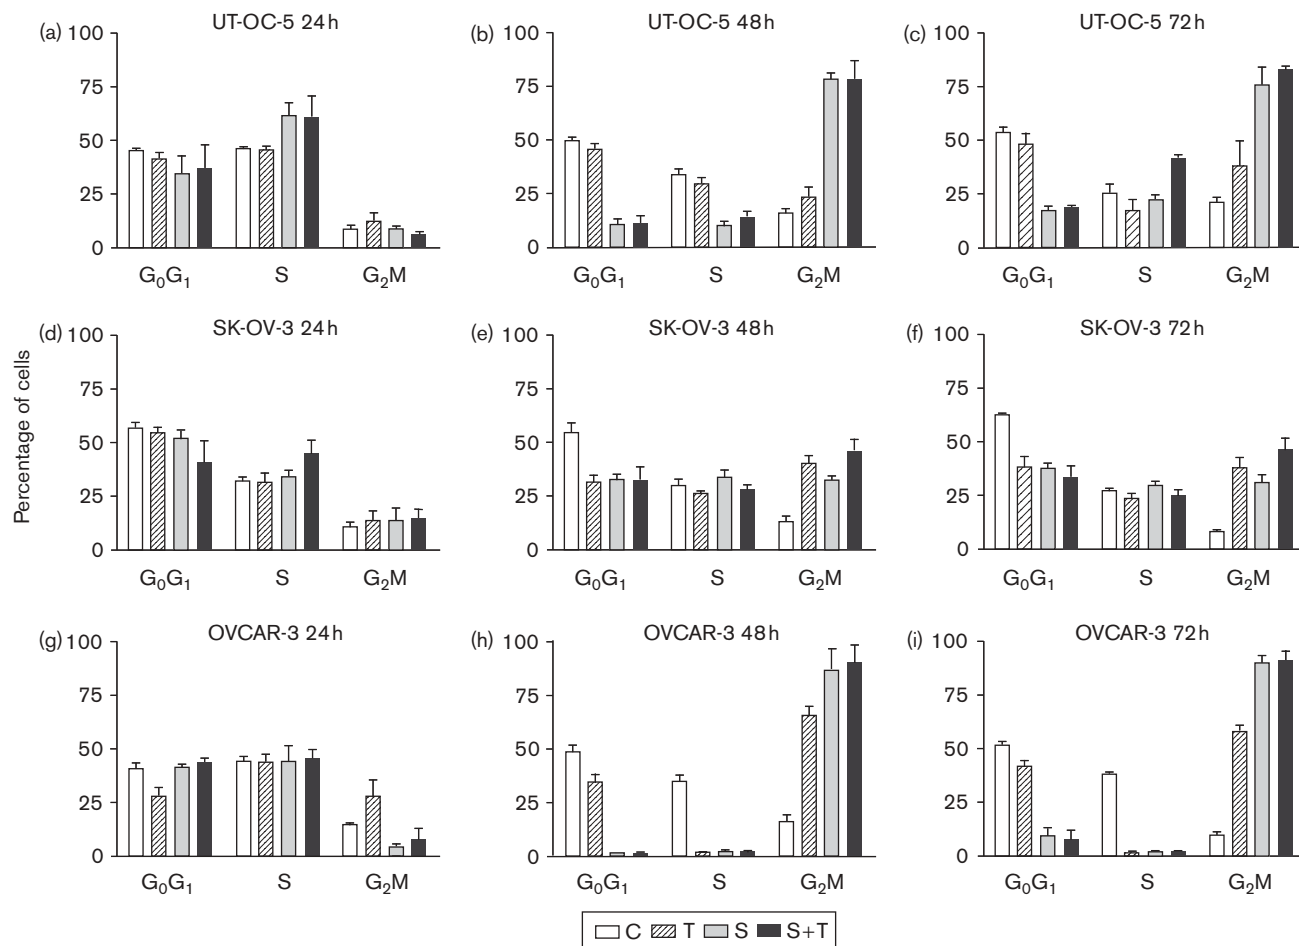 (a) UT-OC-5 24 h
(b) UT-OC-5 48 h
(c) UT-OC-5 72 h
100 75 50 25 0
100 75 50 25 0
100 75 50 25 0
G₀G₁ S G₂M
G₀G₁ S G₂M
G₀G₁ S G₂M
Percentage of cells
(d) SK-OV-3 24 h
(e) SK-OV-3 48 h
(f) SK-OV-3 72 h
100 75 50 25 0
100 75 50 25 0
100 75 50 25 0
G₀G₁ S G₂M
G₀G₁ S G₂M
G₀G₁ S G₂M
(g) OVCAR-3 24 h
(h) OVCAR-3 48 h
(i) OVCAR-3 72 h
100 75 50 25 0
100 75 50 25 0
100 75 50 25 0
G₀G₁ S G₂M
G₀G₁ S G₂M
G₀G₁ S G₂M
C T S S+T